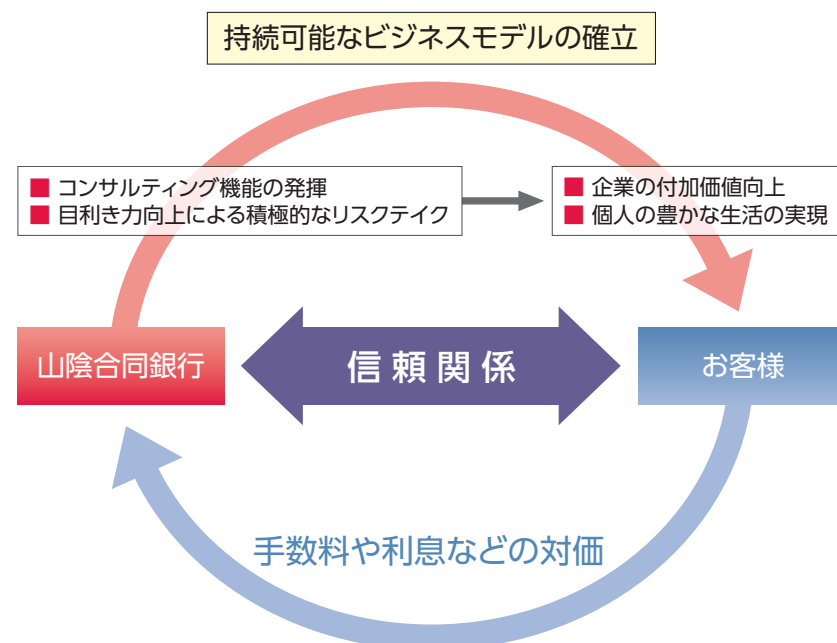 持続可能なビジネスモデルの確立
■ コンサルティング機能の発揮
■ 目利き力向上による積極的なリスクテイク
■ 企業の付加価値向上
■ 個人の豊かな生活の実現
山陰合同銀行
信頼関係
お客様
手数料や利息などの対価